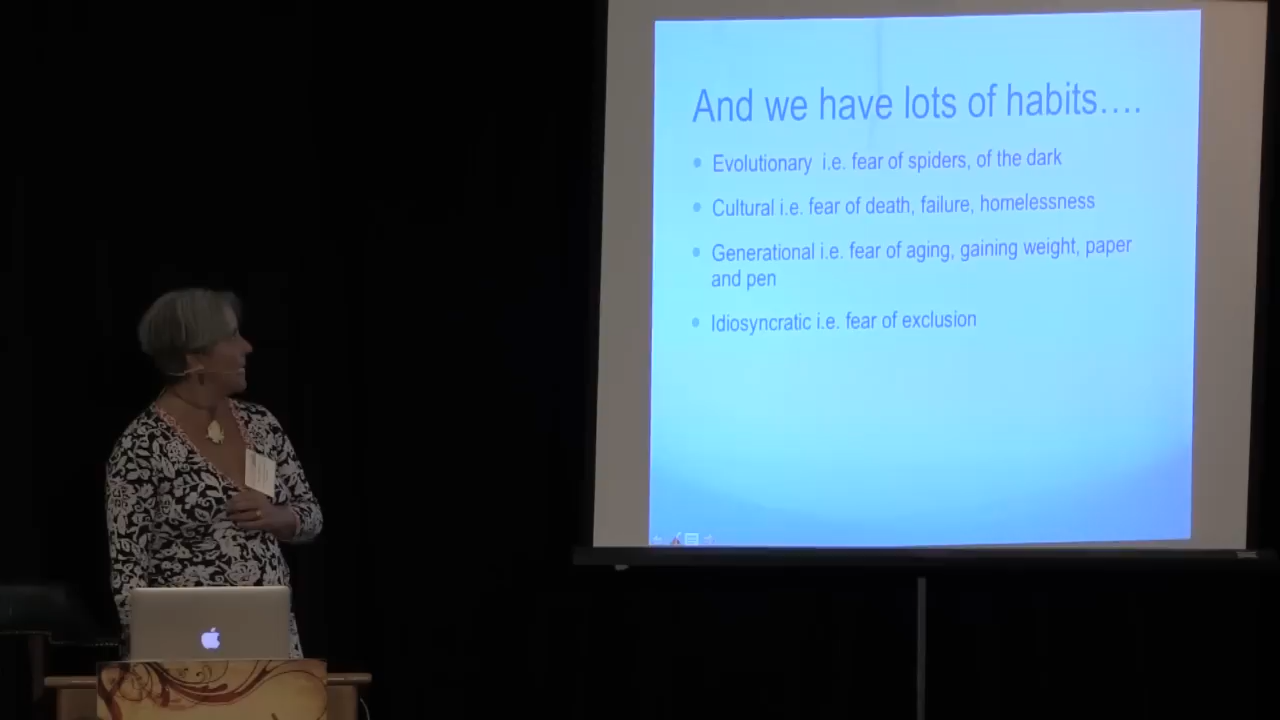 And we have lots of habits….
• Evolutionary  i.e. fear of spiders, of the dark
• Cultural i.e. fear of death, failure, homelessness
• Generational i.e. fear of aging, gaining weight, paper
and pen
• Idiosyncratic i.e. fear of exclusion